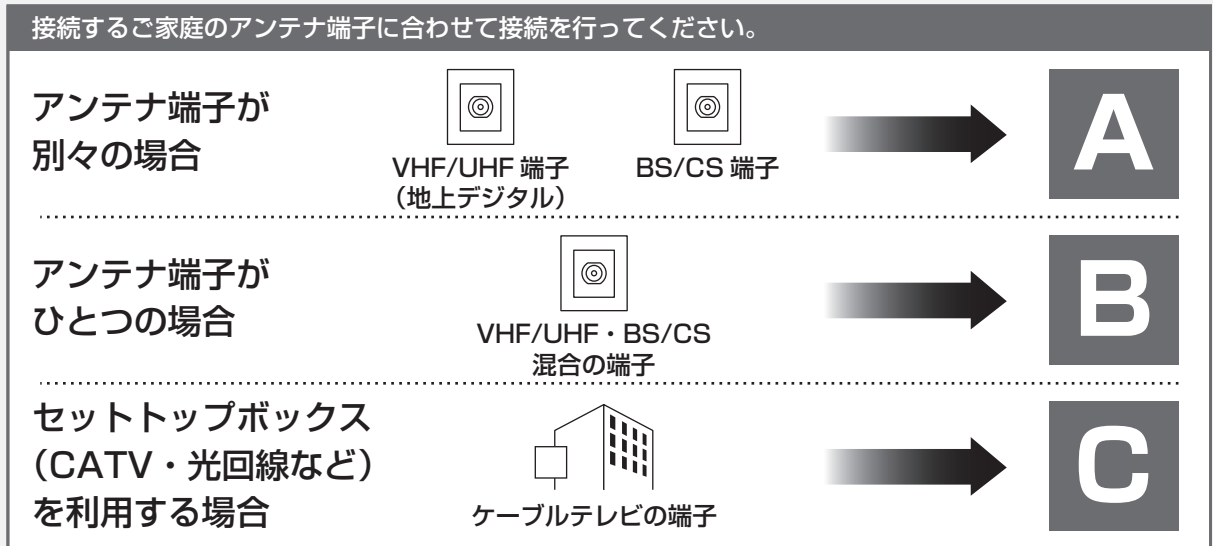 接続するご家庭のアンテナ端子に合わせて接続を行ってください。
アンテナ端子が
別々の場合
VHF/UHF 端子
（地上デジタル）
BS/CS 端子
A
アンテナ端子が
ひとつの場合
VHF/UHF・BS/CS
混合の端子
B
セットトップボックス
（CATV・光回線など）
を利用する場合
ケーブルテレビの端子
C